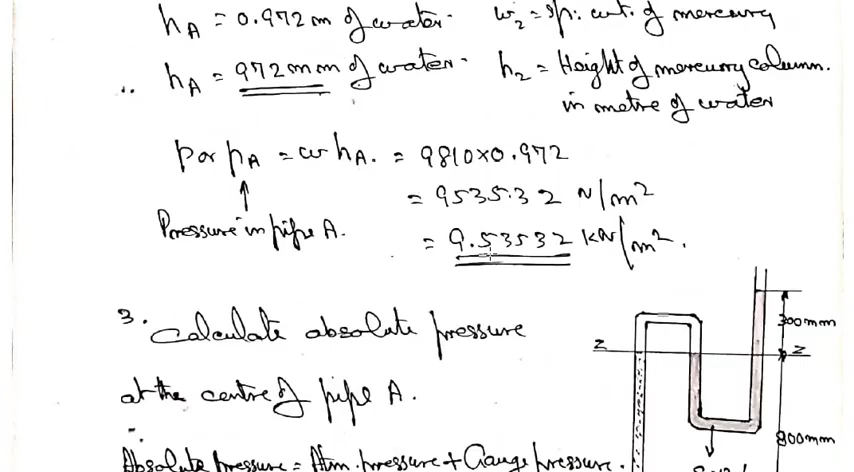 hA = 0.972 m of water. w2 = sp. wt. of mercury
∴ hA = 972 mm of water. h2 = Height of mercury column.
in metre of water
p or pA = w hA. = 9810×0.972
= 9535.32 N/m²
Pressure in pipe A. = 9.53532 kN/m².
3. Calculate absolute pressure
at the centre of pipe A.
300mm
Z Z
800mm
Absolute pressure = Atm. pressure + Gauge pressure.